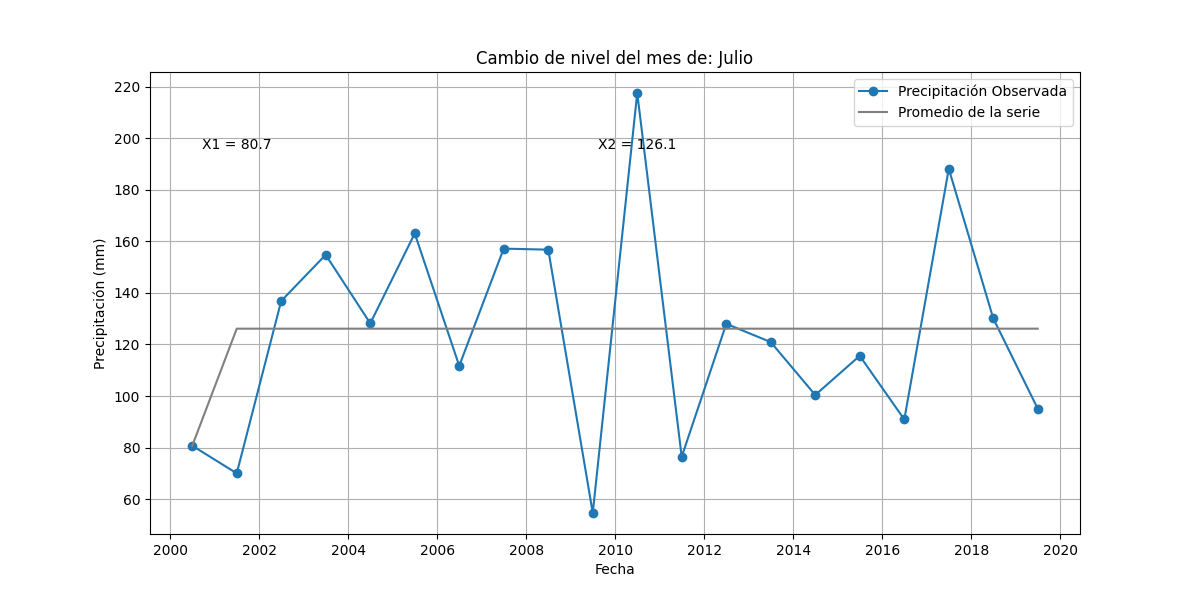 Cambio de nivel del mes de: Julio
Precipitación Observada
Promedio de la serie
X1 = 80.7
X2 = 126.1
Precipitación (mm)
220
200
180
160
140
120
100
80
60
2000 2002 2004 2006 2008 2010 2012 2014 2016 2018 2020
Fecha